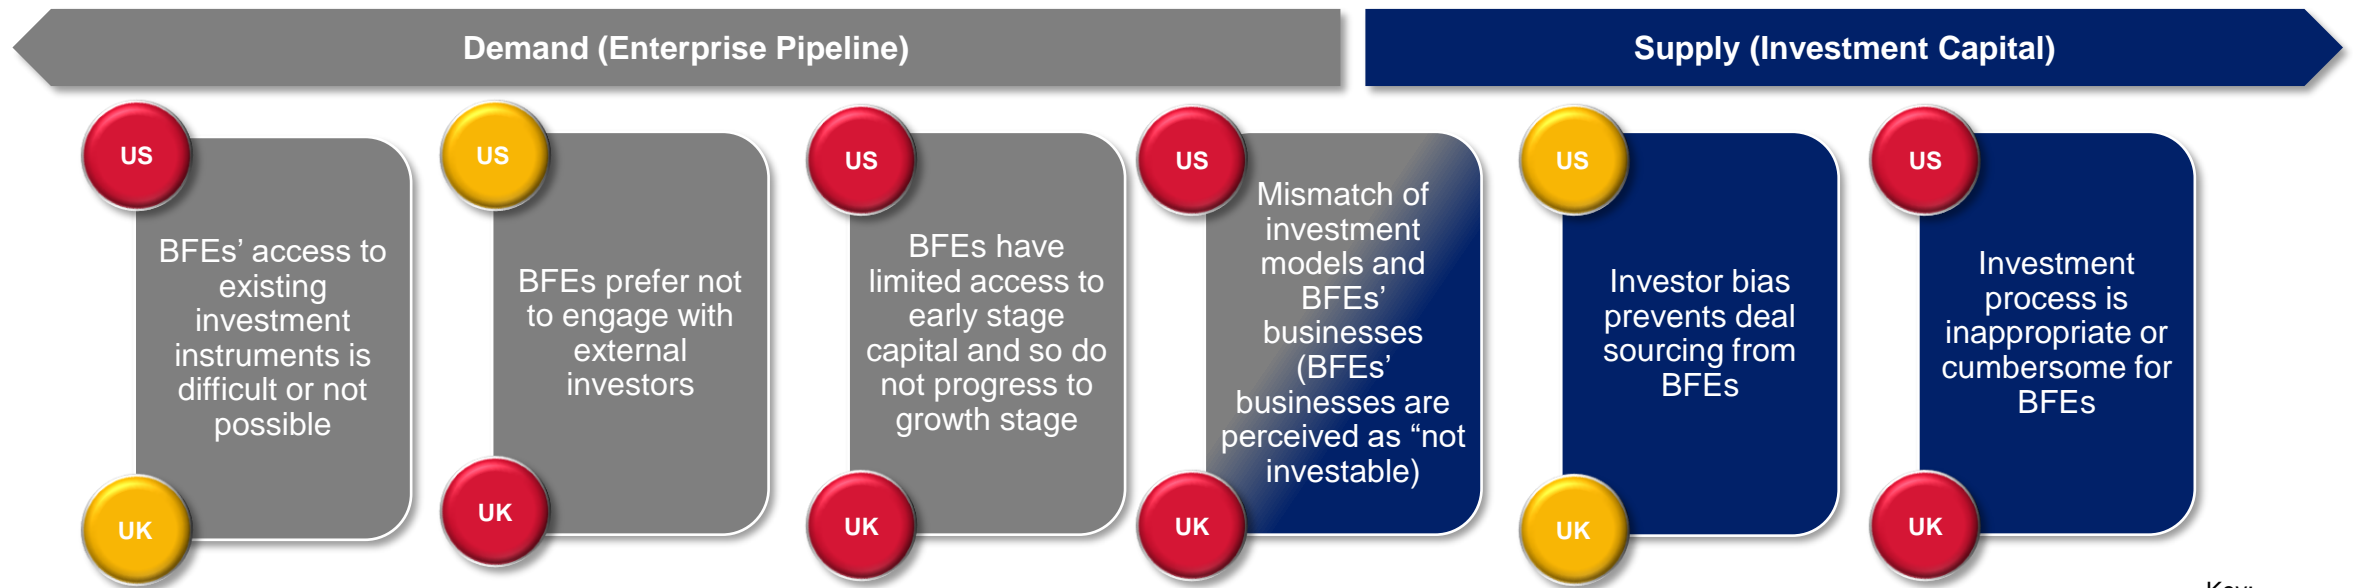 Demand (Enterprise Pipeline)
Supply (Investment Capital)
US
BFEs’ access to
existing
investment
instruments is
difficult or not
possible
UK
US
BFEs prefer not
to engage with
external
investors
UK
US
BFEs have
limited access to
early stage
capital and so do
not progress to
growth stage
UK
US
Mismatch of
investment
models and
BFEs’
businesses
(BFEs’
businesses are
perceived as “not
investable)
UK
US
Investor bias
prevents deal
sourcing from
BFEs
UK
US
Investment
process is
inappropriate or
cumbersome for
BFEs
UK
Key: